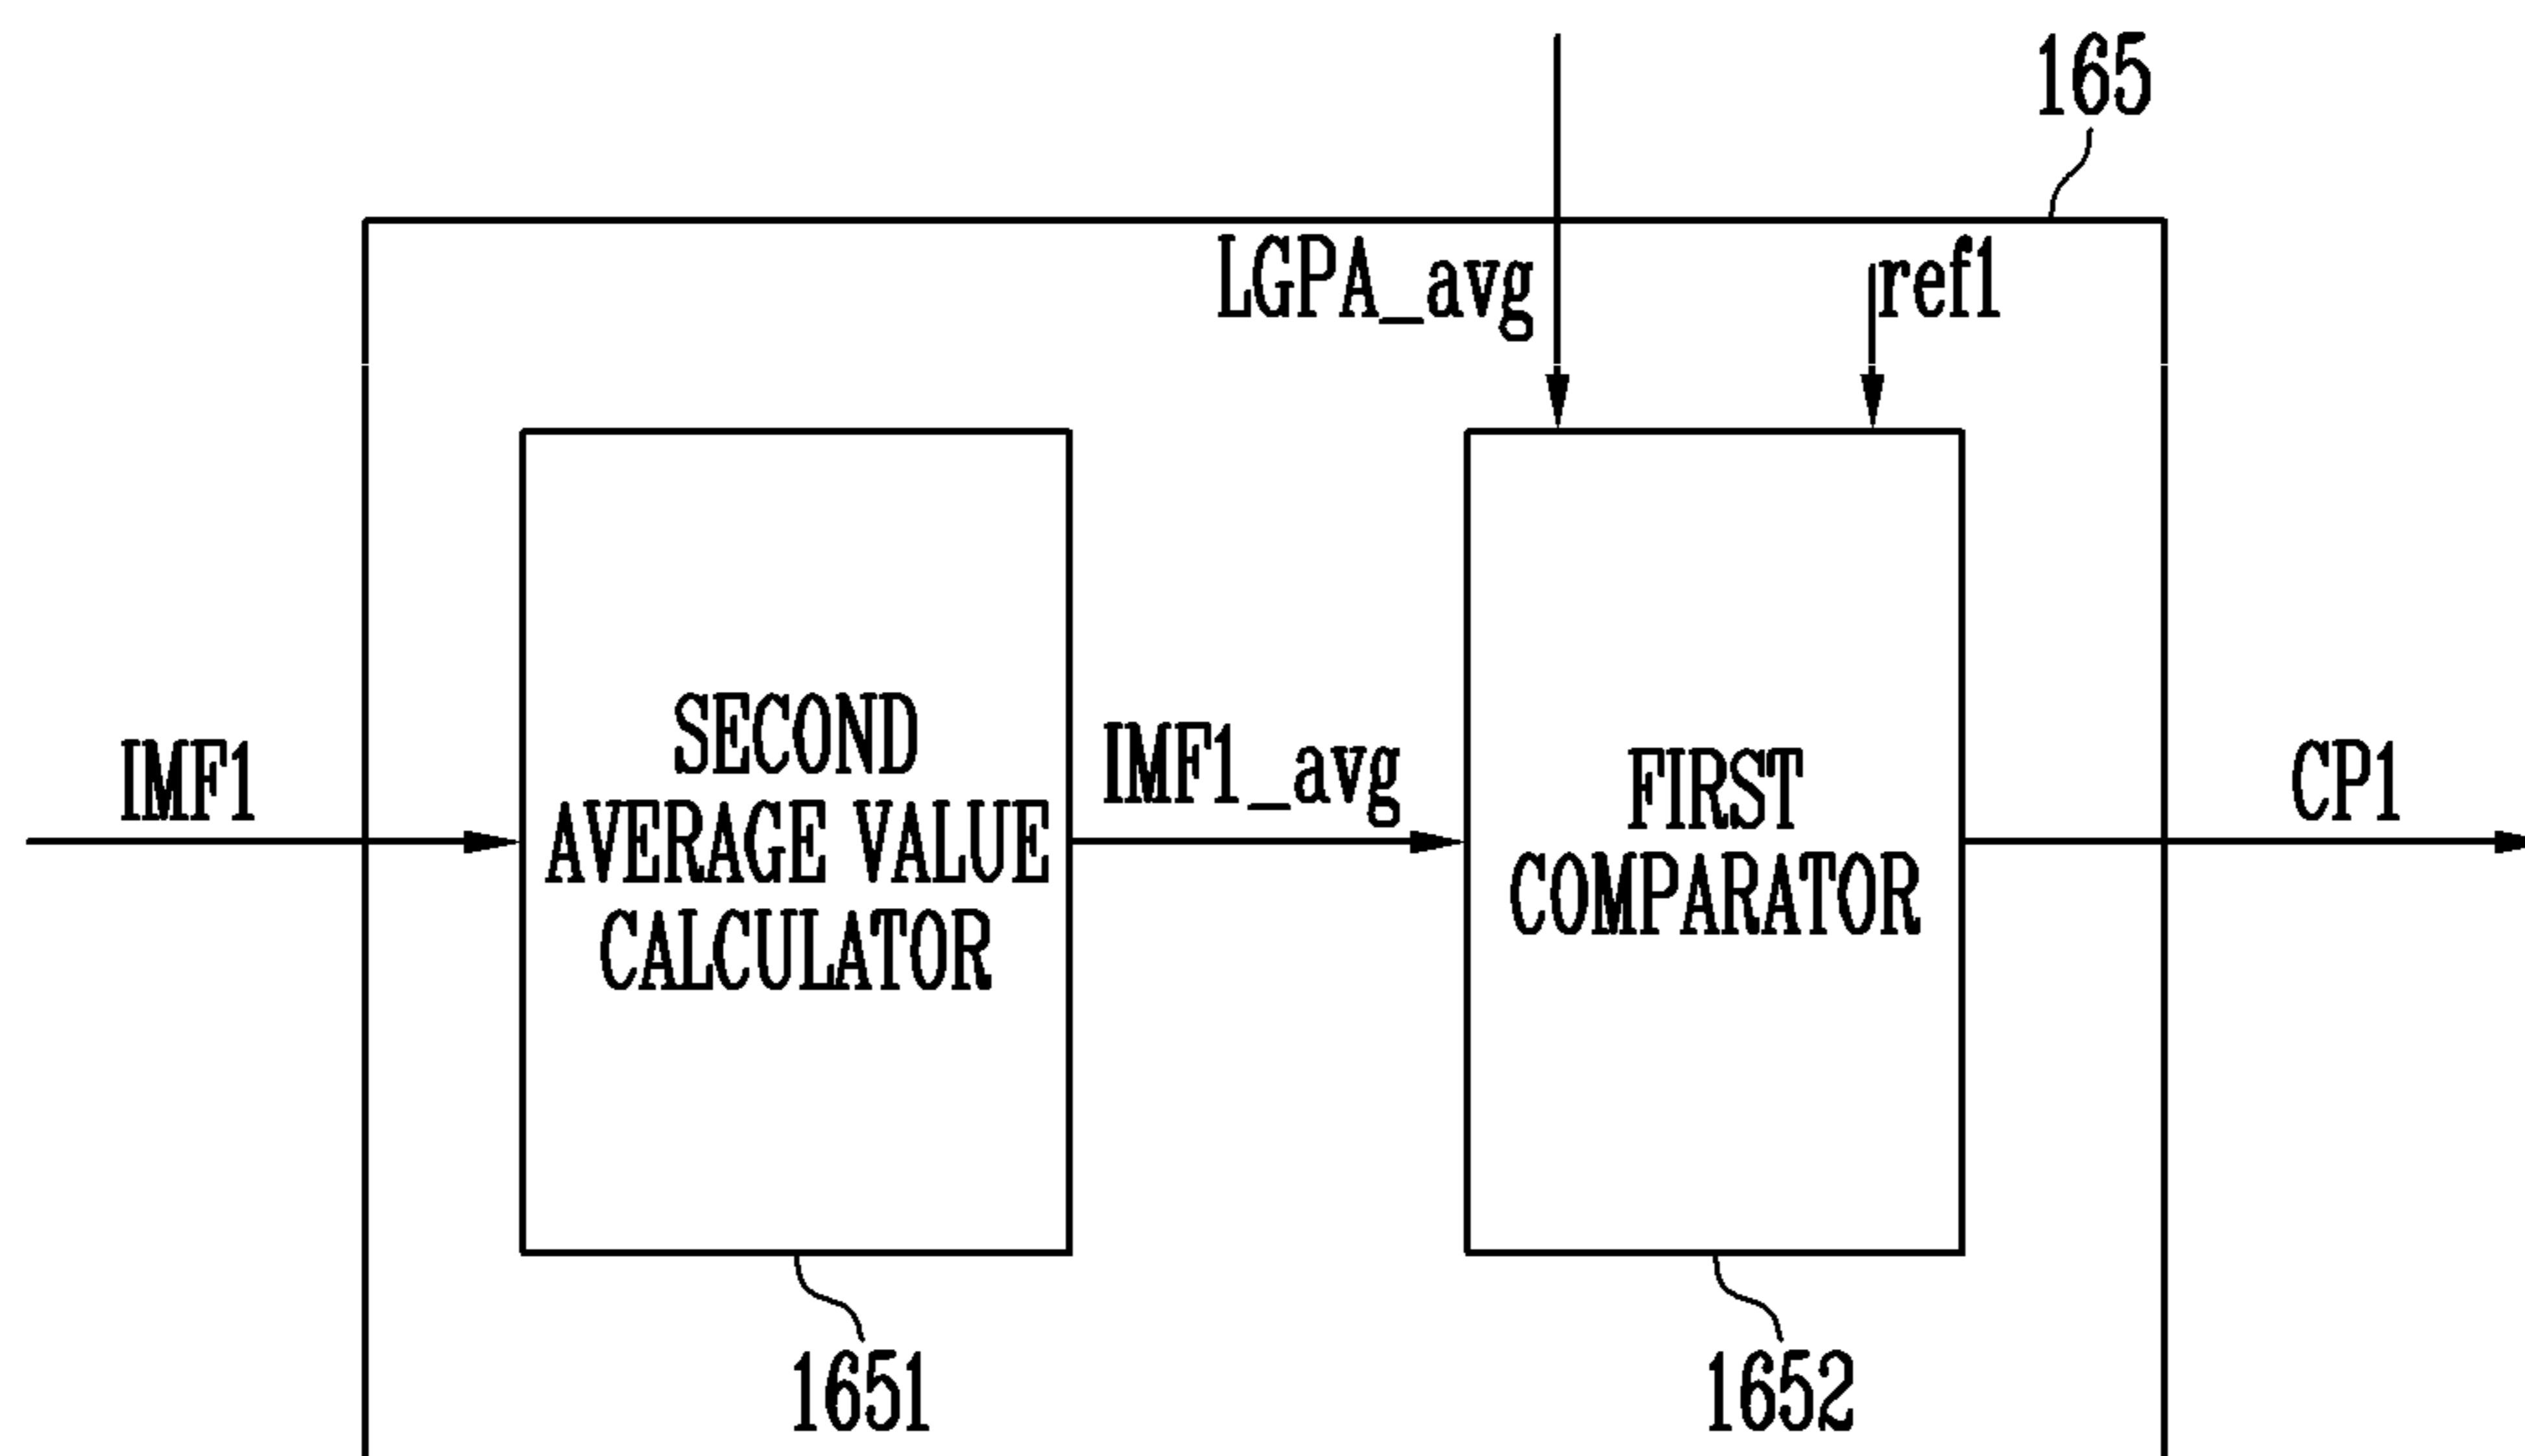 165
LGPA_avg
ref1
IMF1
SECOND
AVERAGE VALUE
CALCULATOR
IMF1_avg
FIRST
COMPARATOR
CP1
1651
1652